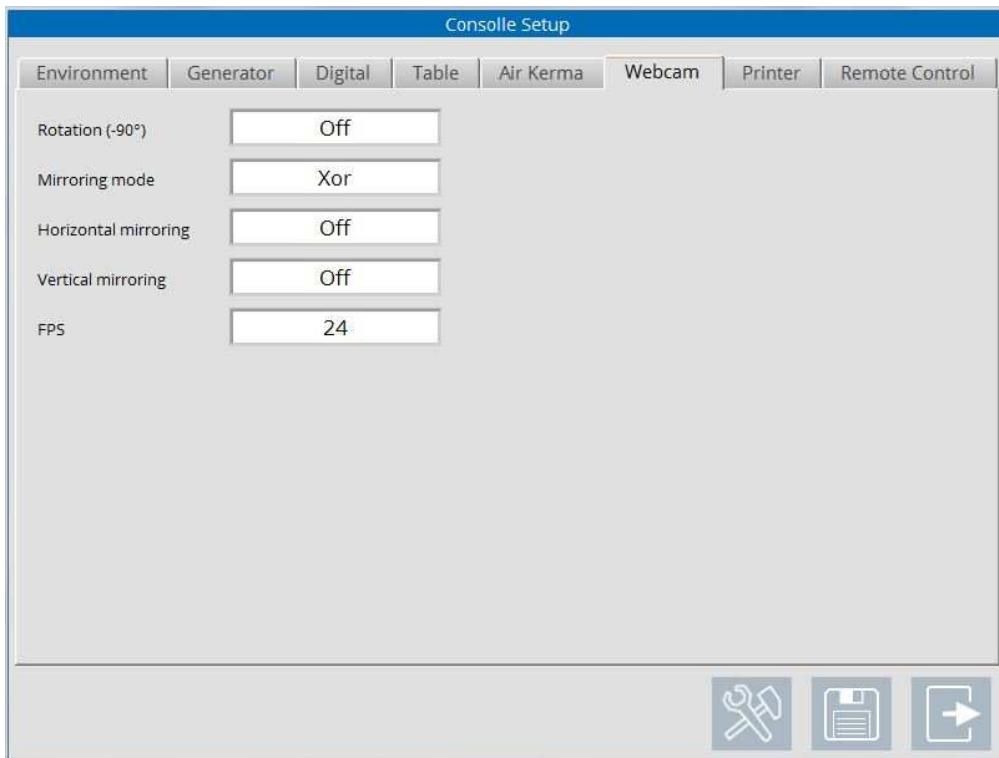 Consolle Setup
Environment Generator Digital Table Air Kerma Webcam Printer Remote Control
Rotation (-90°) Off
Mirroring mode Xor
Horizontal mirroring Off
Vertical mirroring Off
FPS 24